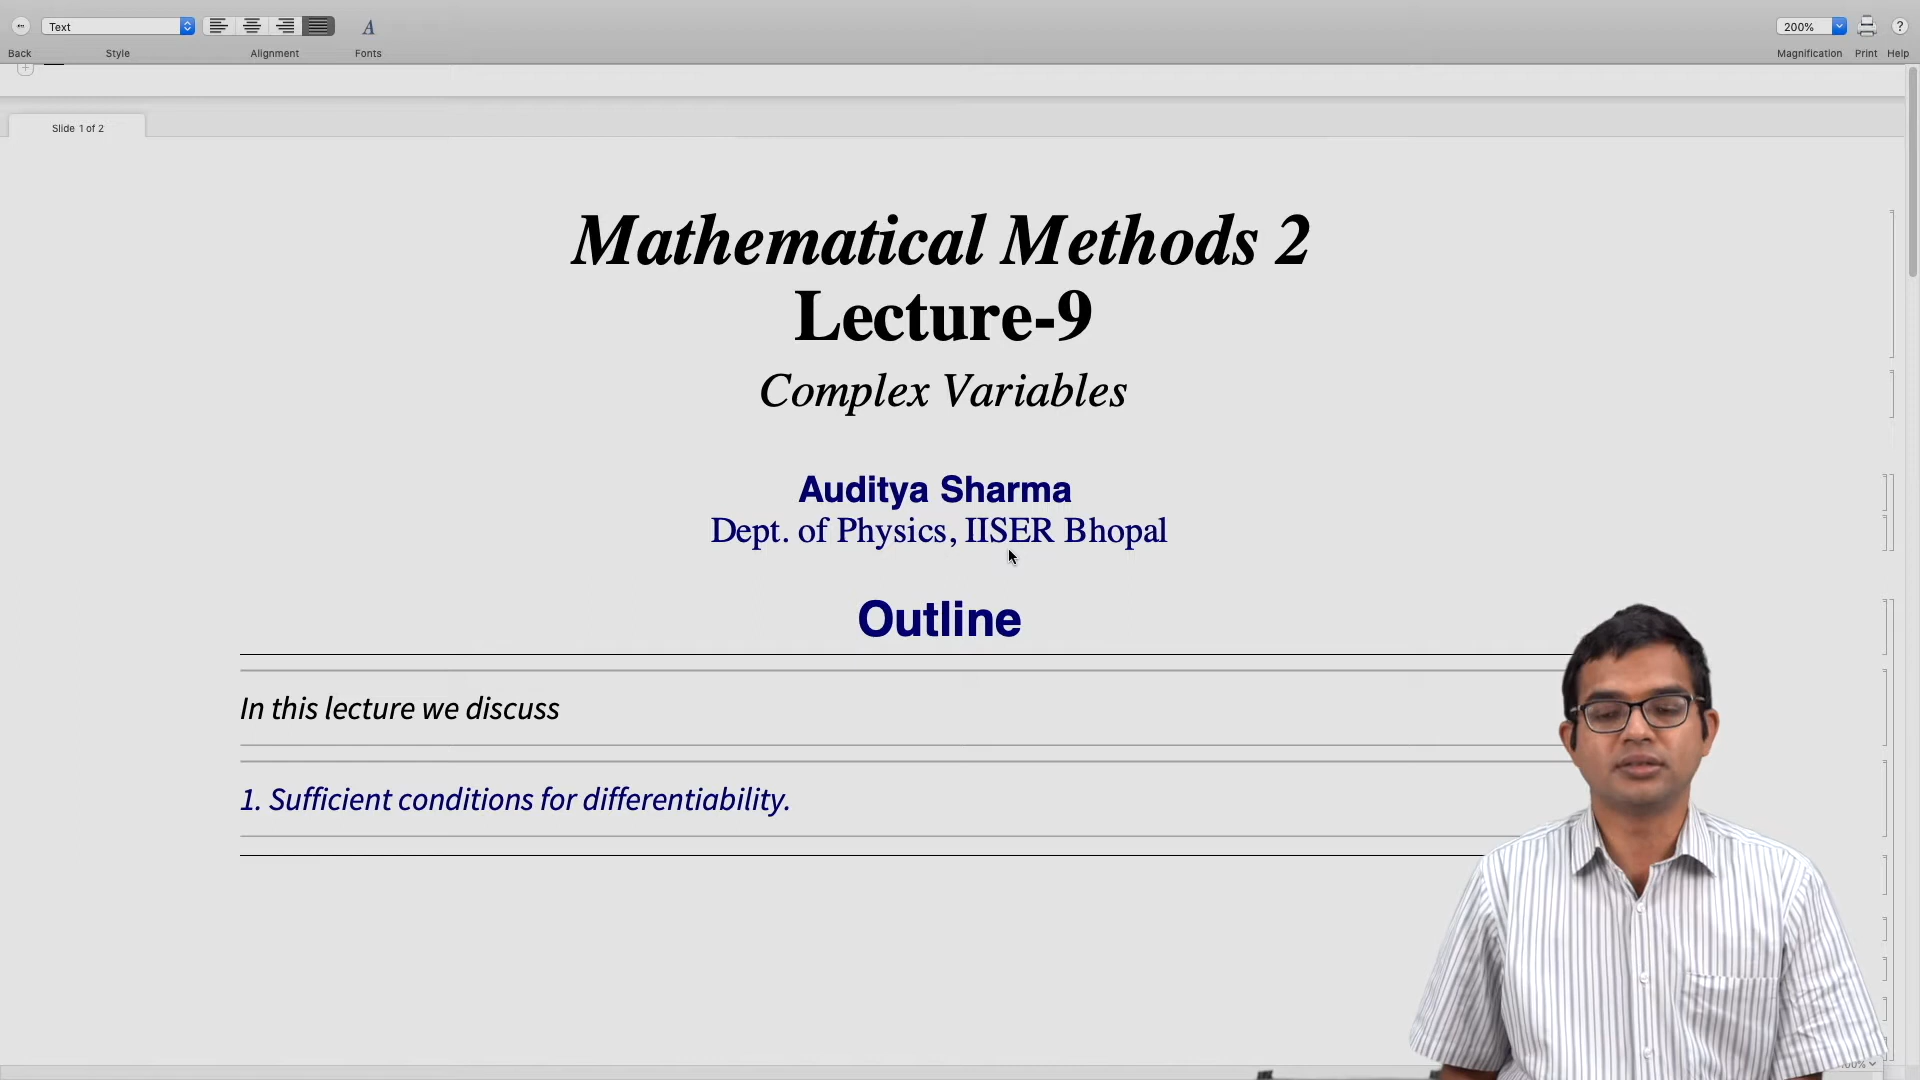 Text
200%
Back
Style
Alignment
Fonts
Magnification
Print
Help
Slide 1 of 2
Mathematical Methods 2
Lecture-9
Complex Variables
Auditya Sharma
Dept. of Physics, IISER Bhopal
Outline
In this lecture we discuss
1. Sufficient conditions for differentiability.